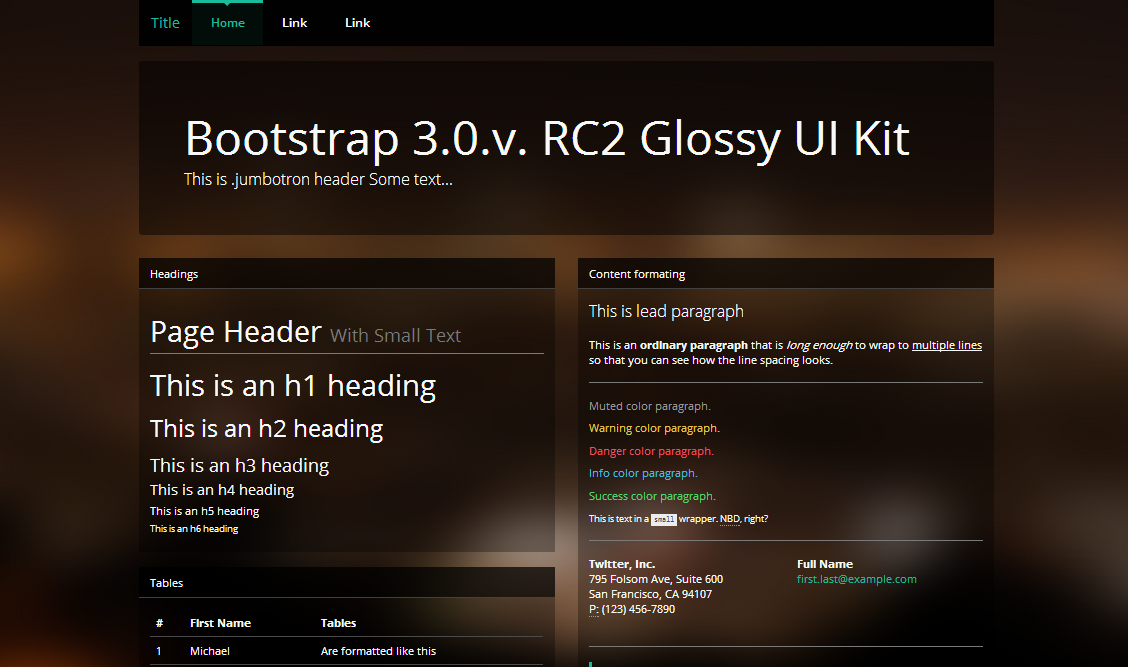 Title Home Link Link
Bootstrap 3.0.v. RC2 Glossy UI Kit
This is .jumbotron header Some text...
Headings
Page Header With Small Text
This is an h1 heading
This is an h2 heading
This is an h3 heading
This is an h4 heading
This is an h5 heading
This is an h6 heading
Tables
# First Name Tables
1 Michael Are formatted like this
Content formating
This is lead paragraph
This is an ordinary paragraph that is long enough to wrap to multiple lines
so that you can see how the line spacing looks.
Muted color paragraph.
Warning color paragraph.
Danger color paragraph.
Info color paragraph.
Success color paragraph.
This is text in a small wrapper. NBD, right?
Twitter, Inc.
795 Folsom Ave, Suite 600
San Francisco, CA 94107
P: (123) 456-7890
Full Name
first.last@example.com